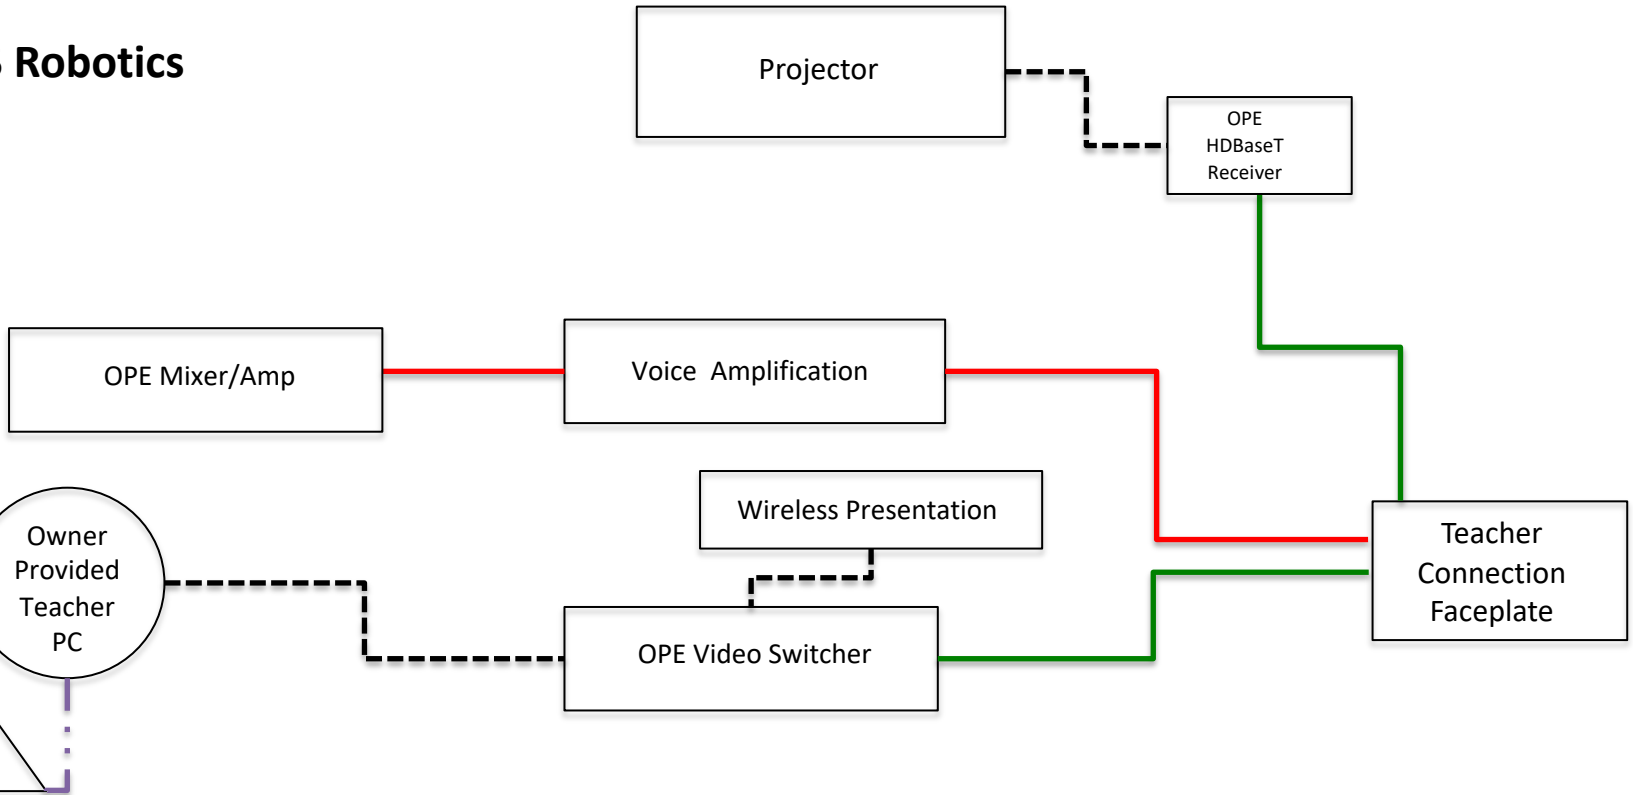 Robotics
Projector
OPE
HDBaseT
Receiver
OPE Mixer/Amp
Voice Amplification
Wireless Presentation
Owner
Provided
Teacher
PC
OPE Video Switcher
Teacher
Connection
Faceplate